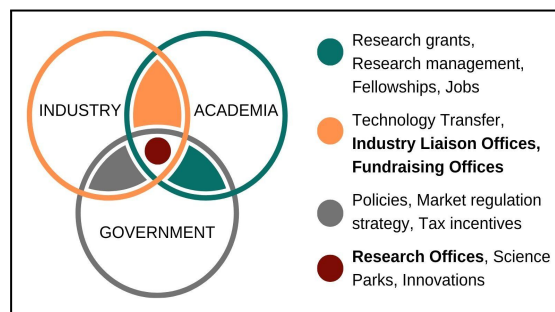 INDUSTRY
ACADEMIA
GOVERNMENT
Research grants,
Research management,
Fellowships, Jobs
Technology Transfer,
Industry Liaison Offices,
Fundraising Offices
Policies, Market regulation
strategy, Tax incentives
Research Offices, Science
Parks, Innovations